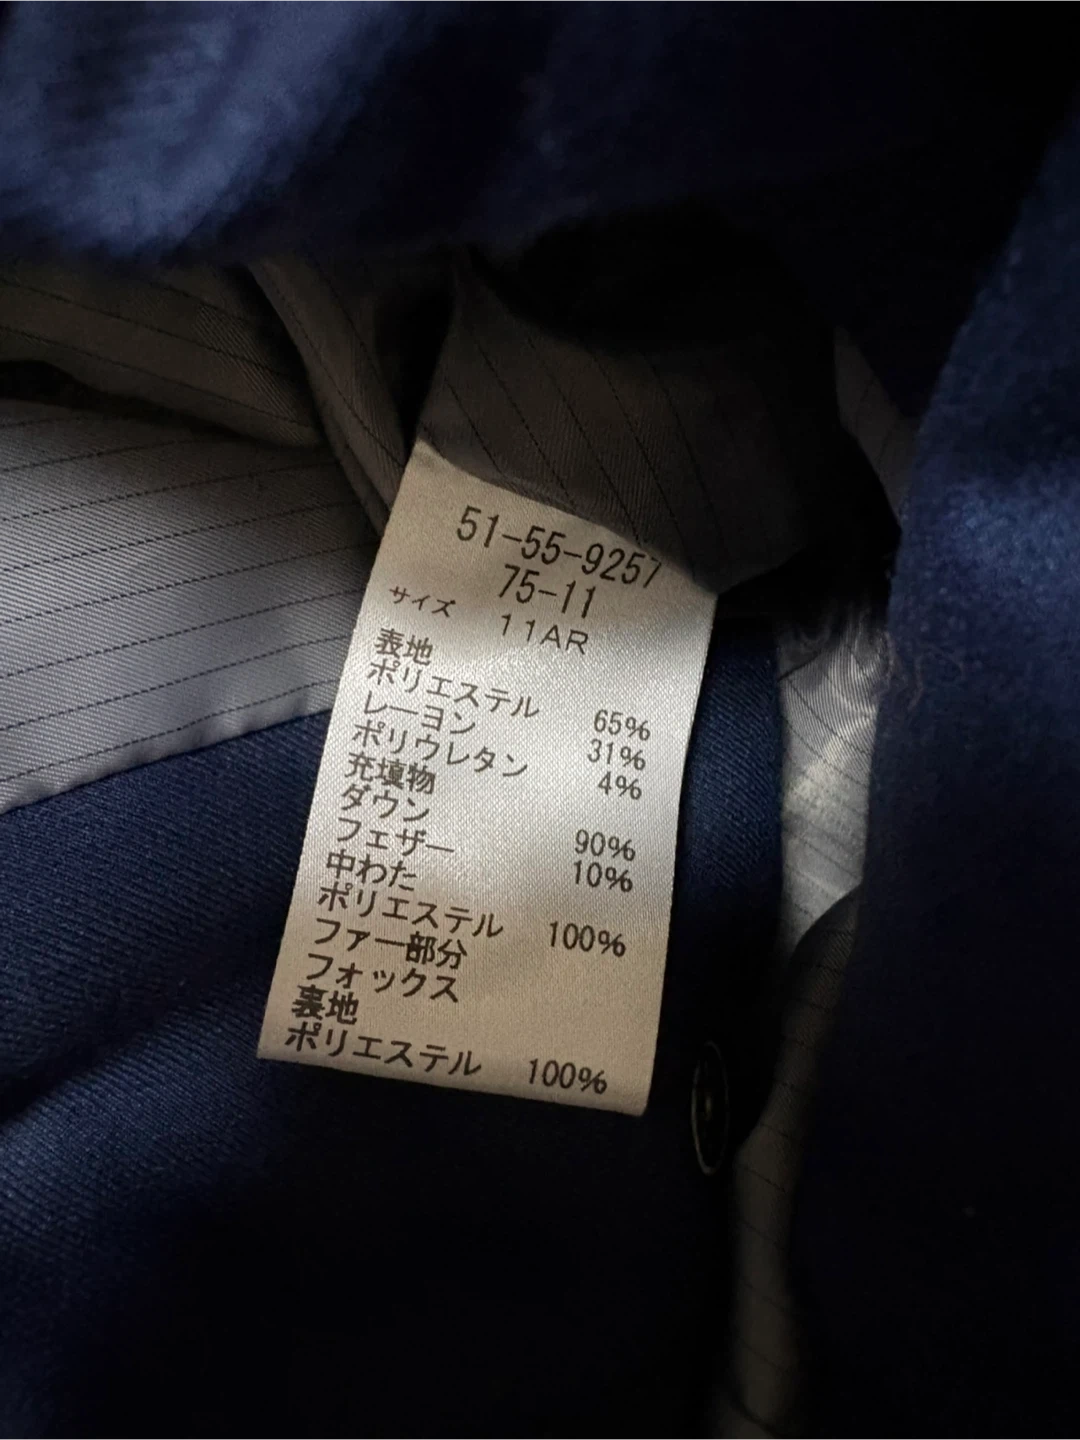 51-55-9257
75-11
サイズ 11AR
表地
ポリエステル 65%
レーヨン 31%
ポリウレタン 4%
充填物
ダウン 90%
フェザー 10%
中わた
ポリエステル 100%
ファー部分
フォックス
裏地
ポリエステル 100%